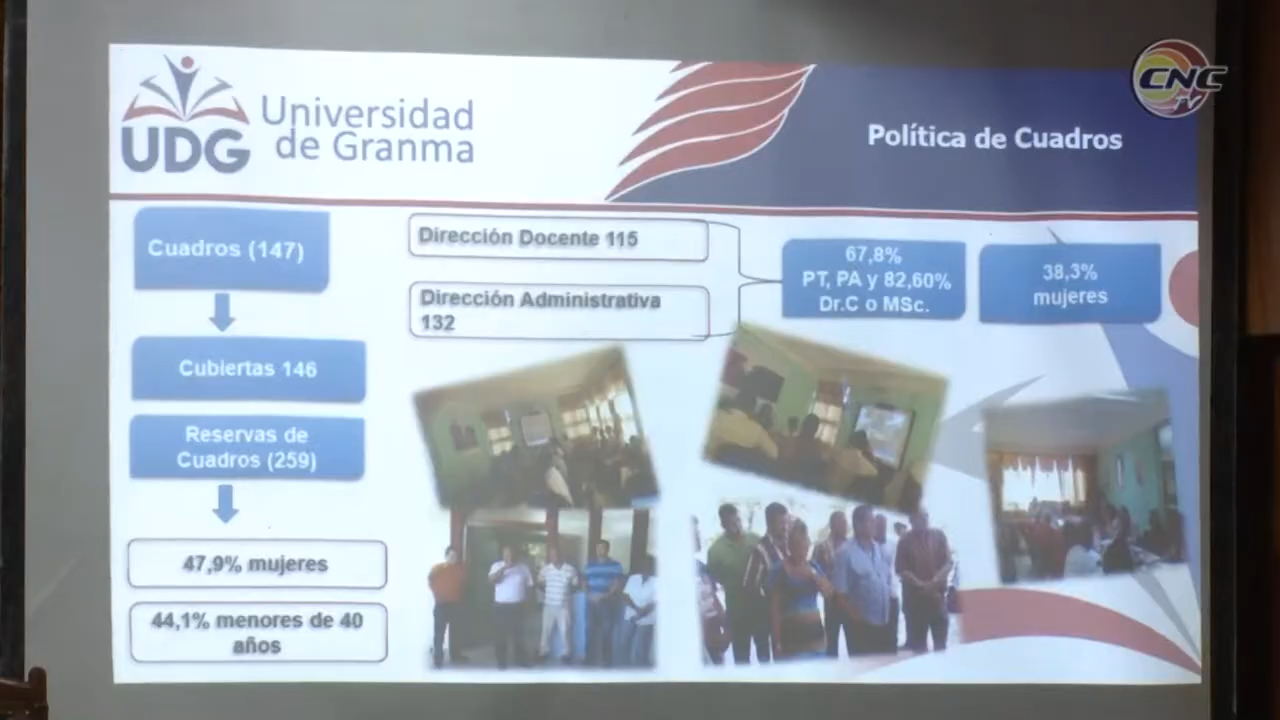 UDG
Universidad
de Granma
Política de Cuadros
CNC
TV
Cuadros (147)
Cubiertas 146
Reservas de
Cuadros (259)
47,9% mujeres
44,1% menores de 40
años
Dirección Docente 115
Dirección Administrativa
132
67,8%
PT, PA y 82,60%
Dr.C o MSc.
38,3%
mujeres